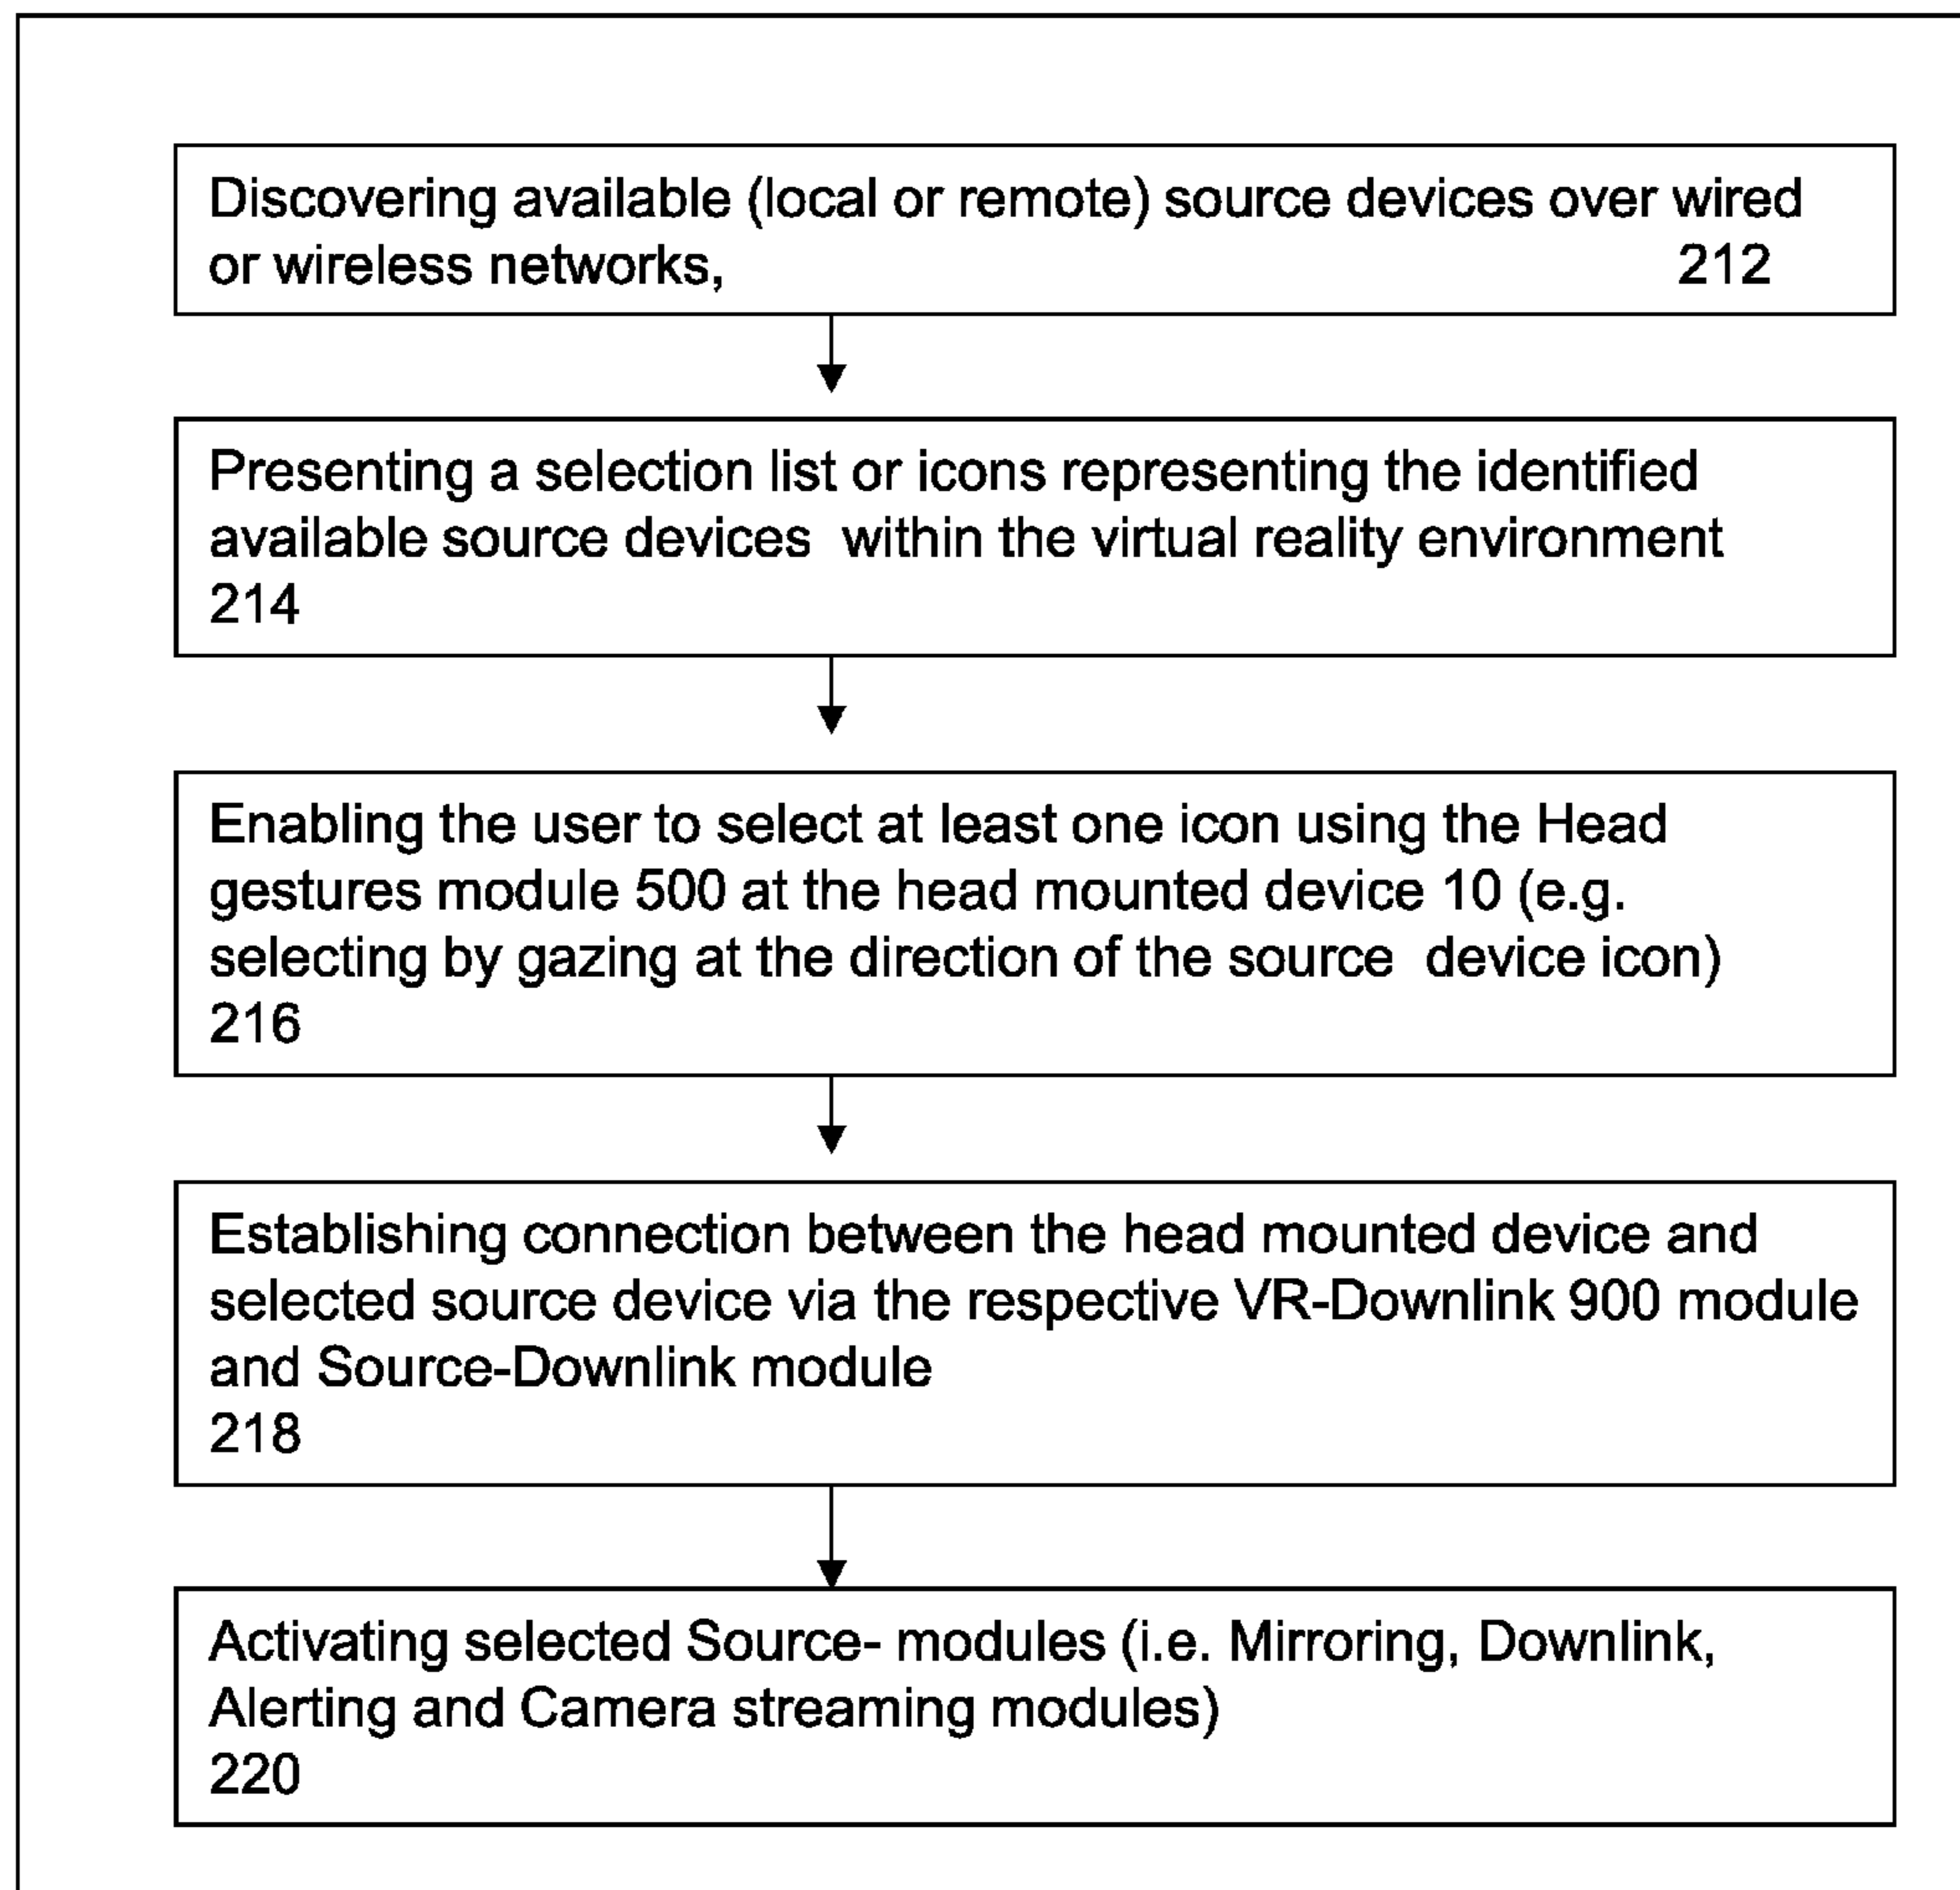 Discovering available (local or remote) source devices over wired
or wireless networks, 212
Presenting a selection list or icons representing the identified
available source devices within the virtual reality environment
214
Enabling the user to select at least one icon using the Head
gestures module 500 at the head mounted device 10 (e.g.
selecting by gazing at the direction of the source device icon)
216
Establishing connection between the head mounted device and
selected source device via the respective VR-Downlink 900 module
and Source-Downlink module
218
Activating selected Source- modules (i.e. Mirroring, Downlink,
Alerting and Camera streaming modules)
220